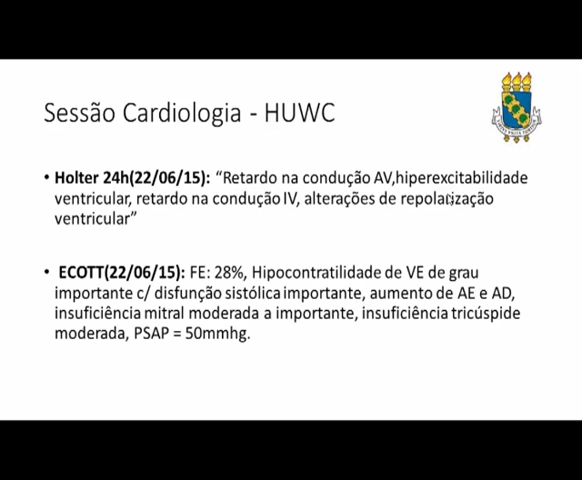 Sessão Cardiologia - HUWC
• Holter 24h(22/06/15): “Retardo na condução AV,hiperexcitabilidade
ventricular, retardo na condução IV, alterações de repolarização
ventricular”
• ECOTT(22/06/15): FE: 28%, Hipocontratilidade de VE de grau
importante c/ disfunção sistólica importante, aumento de AE e AD,
insuficiência mitral moderada a importante, insuficiência tricúspide
moderada, PSAP = 50mmhg.